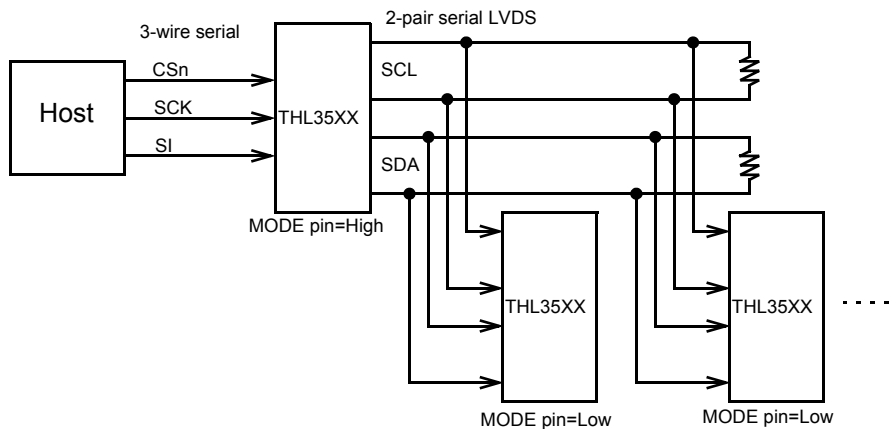 2-pair serial LVDS
3-wire serial
CSn
SCL
Host
SCK
THL35XX
SI
SDA
MODE pin=High
THL35XX
THL35XX
MODE pin=Low
MODE pin=Low